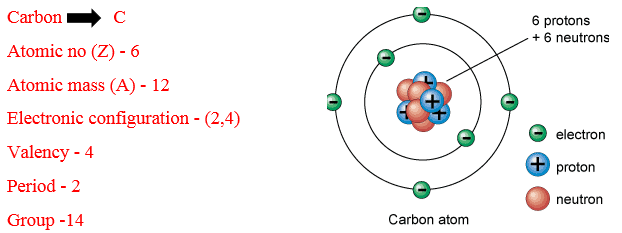 Carbon C
Atomic no (Z) - 6
Atomic mass (A) - 12
Electronic configuration - (2,4)
Valency - 4
Period - 2
Group -14
6 protons
+ 6 neutrons
electron
proton
neutron
Carbon atom